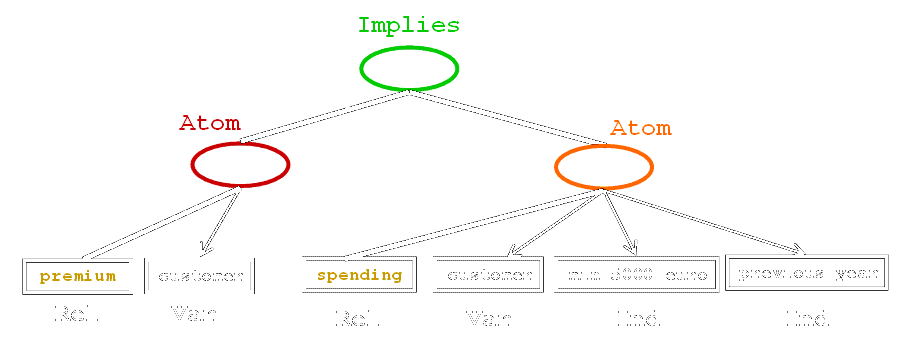 Implies
Atom
Atom
premium
customer
spending
customer
min 5000 euro
previous year
Rel
Var
Rel
Var
Ind
Ind